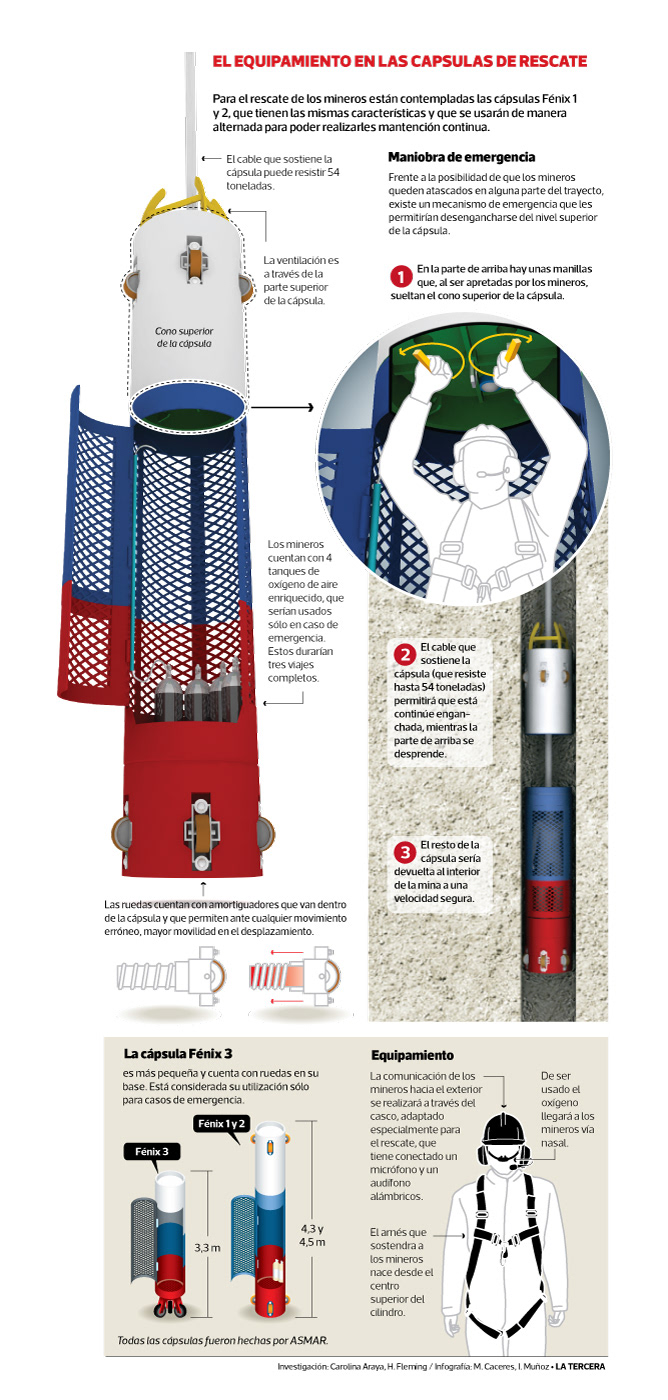 EL EQUIPAMIENTO EN LAS CAPSULAS DE RESCATE
Para el rescate de los mineros están contempladas las cápsulas Fénix 1
y 2, que tienen las mismas características y que se usarán de manera
alternada para poder realizarles mantención continua.
El cable que sostiene la
cápsula puede resistir 54
toneladas.
La ventilación es
a través de la
parte superior
de la cápsula.
Cono superior
de la cápsula
Los mineros
cuentan con 4
tanques de
oxígeno de aire
enriquecido, que
serían usados
sólo en caso de
emergencia.
Estos durarían
tres viajes
completos.
Las ruedas cuentan con amortiguadores que van dentro
de la cápsula y que permiten ante cualquier movimiento
erróneo, mayor movilidad en el desplazamiento.
Maniobra de emergencia
Frente a la posibilidad de que los mineros
queden atascados en alguna parte del trayecto,
existe un mecanismo de emergencia que les
permitirían desengancharse del nivel superior
de la cápsula.
1 En la parte de arriba hay unas manillas
que, al ser apretadas por los mineros,
sueltan el cono superior de la cápsula.
2 El cable que
sostiene la
cápsula (que resiste
hasta 54 toneladas)
permitirá que está
continúe engan-
chada, mientras la
parte de arriba se
desprende.
3 El resto de la
cápsula sería
devuelta al interior
de la mina a una
velocidad segura.
La cápsula Fénix 3
es más pequeña y cuenta con ruedas en su
base. Está considerada su utilización sólo
para casos de emergencia.
Fénix 1 y 2
Fénix 3
3,3 m
4,3 y
4,5 m
Todas las cápsulas fueron hechas por ASMAR.
Equipamiento
La comunicación de los
mineros hacia el exterior
se realizará a través del
casco, adaptado
especialmente para
el rescate, que
tiene conectado un
micrófono y un
audífono
alámbricos.
El arnés que
sostendra a
los mineros
nace desde el
centro
superior del
cilindro.
De ser
usado el
oxígeno
llegará a los
mineros vía
nasal.
Investigación: Carolina Araya, H. Fleming / Infografía: M. Caceres, I. Muñoz • LA TERCERA